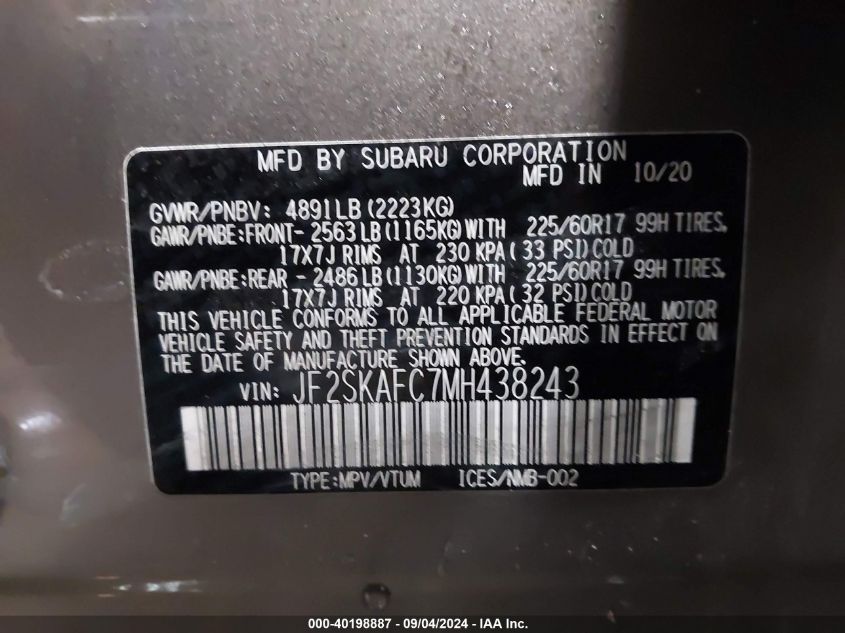 MFD BY SUBARU CORPORATION
MFD IN 10/20
GVWR/PNBV: 4891LB (2223KG)
GAWR/PNBE:FRONT- 2563LB (1165KG)WITH 225/60R17 99H TIRES,
17X7J RIMS AT 230 KPA( 33 PSI)COLD
GAWR/PNBE:REAR - 2486LB (1130KG)WITH 225/60R17 99H TIRES,
17X7J RIMS AT 220 KPA( 32 PSI)COLD
THIS VEHICLE CONFORMS TO ALL APPLICABLE FEDERAL MOTOR
VEHICLE SAFETY AND THEFT PREVENTION STANDARDS IN EFFECT ON
THE DATE OF MANUFACTURE SHOWN ABOVE.
VIN: JF2SKAFC7MH438243
TYPE:MPV/VTUM ICES/NMB-002
000-40198887 - 09/04/2024 - IAA Inc.